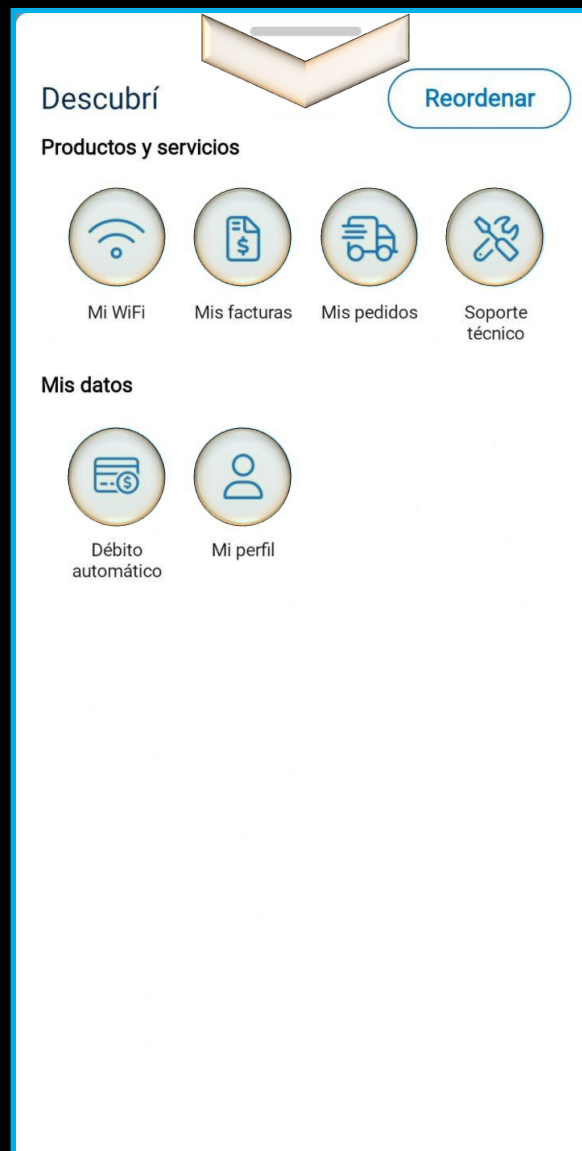 Descubrí
Reordenar
Productos y servicios
Mi WiFi
Mis facturas
Mis pedidos
Soporte
técnico
Mis datos
Débito
automático
Mi perfil